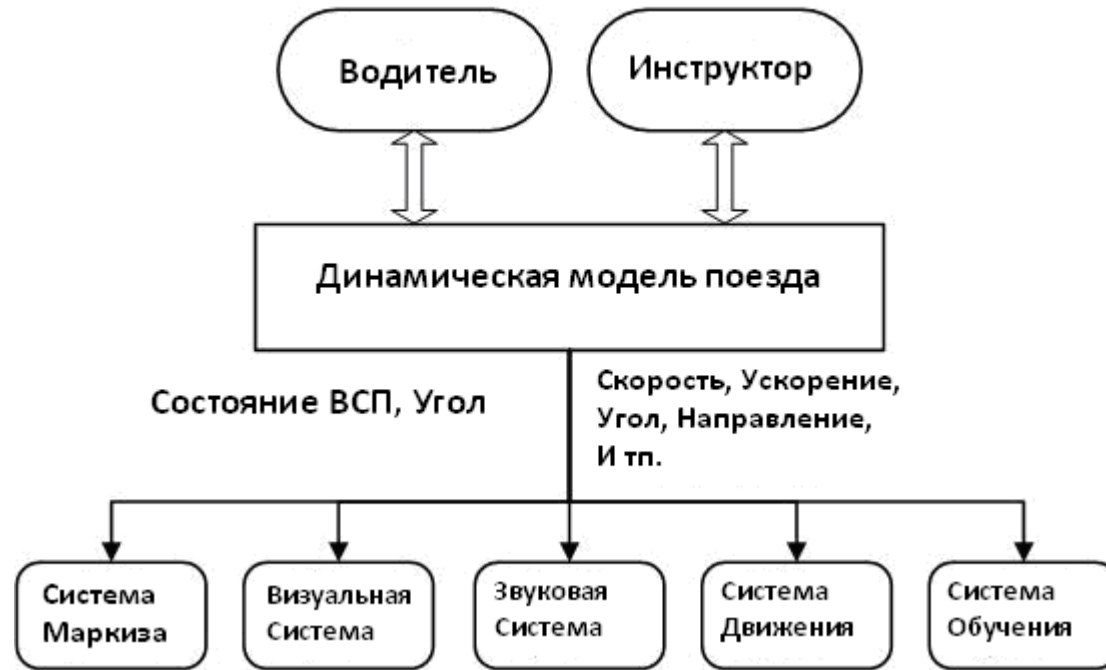 Водитель
Инструктор
Динамическая модель поезда
Состояние ВСП, Угол
Скорость, Ускорение,
Угол, Направление,
И тп.
Система
Маркиза
Визуальная
Система
Звуковая
Система
Система
Движения
Система
Обучения